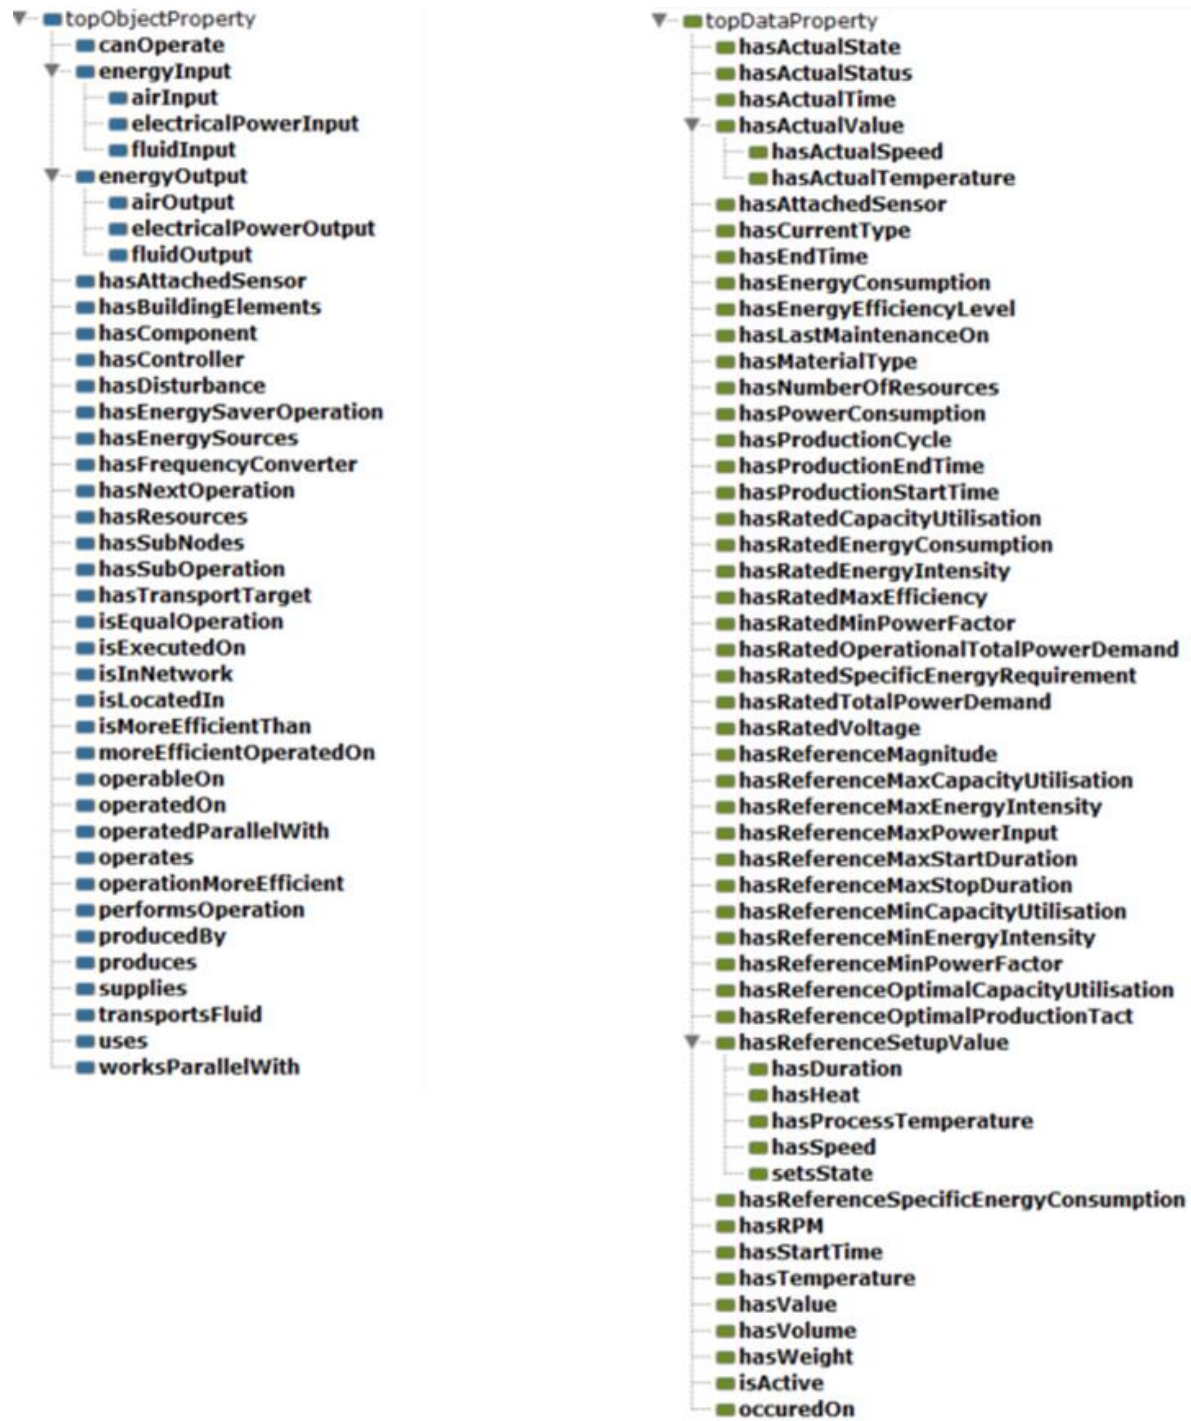 topObjectProperty
canOperate
energyInput
airInput
electricalPowerInput
fluidInput
energyOutput
airOutput
electricalPowerOutput
fluidOutput
hasAttachedSensor
hasBuildingElements
hasComponent
hasController
hasDisturbance
hasEnergySaverOperation
hasEnergySources
hasFrequencyConverter
hasNextOperation
hasResources
hasSubNodes
hasSubOperation
hasTransportTarget
isEqualOperation
isExecutedOn
isInNetwork
isLocatedIn
isMoreEfficientThan
moreEfficientOperatedOn
operableOn
operatedOn
operatedParallelWith
operates
operationMoreEfficient
performsOperation
producedBy
produces
supplies
transportsFluid
uses
worksParallelWith
topDataProperty
hasActualState
hasActualStatus
hasActualTime
hasActualValue
hasActualSpeed
hasActualTemperature
hasAttachedSensor
hasCurrentType
hasEndTime
hasEnergyConsumption
hasEnergyEfficiencyLevel
hasLastMaintenanceOn
hasMaterialType
hasNumberOfResources
hasPowerConsumption
hasProductionCycle
hasProductionEndTime
hasProductionStartTime
hasRatedCapacityUtilisation
hasRatedEnergyConsumption
hasRatedEnergyIntensity
hasRatedMaxEfficiency
hasRatedMinPowerFactor
hasRatedOperationalTotalPowerDemand
hasRatedSpecificEnergyRequirement
hasRatedTotalPowerDemand
hasRatedVoltage
hasReferenceMagnitude
hasReferenceMaxCapacityUtilisation
hasReferenceMaxEnergyIntensity
hasReferenceMaxPowerInput
hasReferenceMaxStartDuration
hasReferenceMaxStopDuration
hasReferenceMinCapacityUtilisation
hasReferenceMinEnergyIntensity
hasReferenceMinPowerFactor
hasReferenceOptimalCapacityUtilisation
hasReferenceOptimalProductionTact
hasReferenceSetupValue
hasDuration
hasHeat
hasProcessTemperature
hasSpeed
setsState
hasReferenceSpecificEnergyConsumption
hasRPM
hasStartTime
hasTemperature
hasValue
hasVolume
hasWeight
isActive
occuredOn